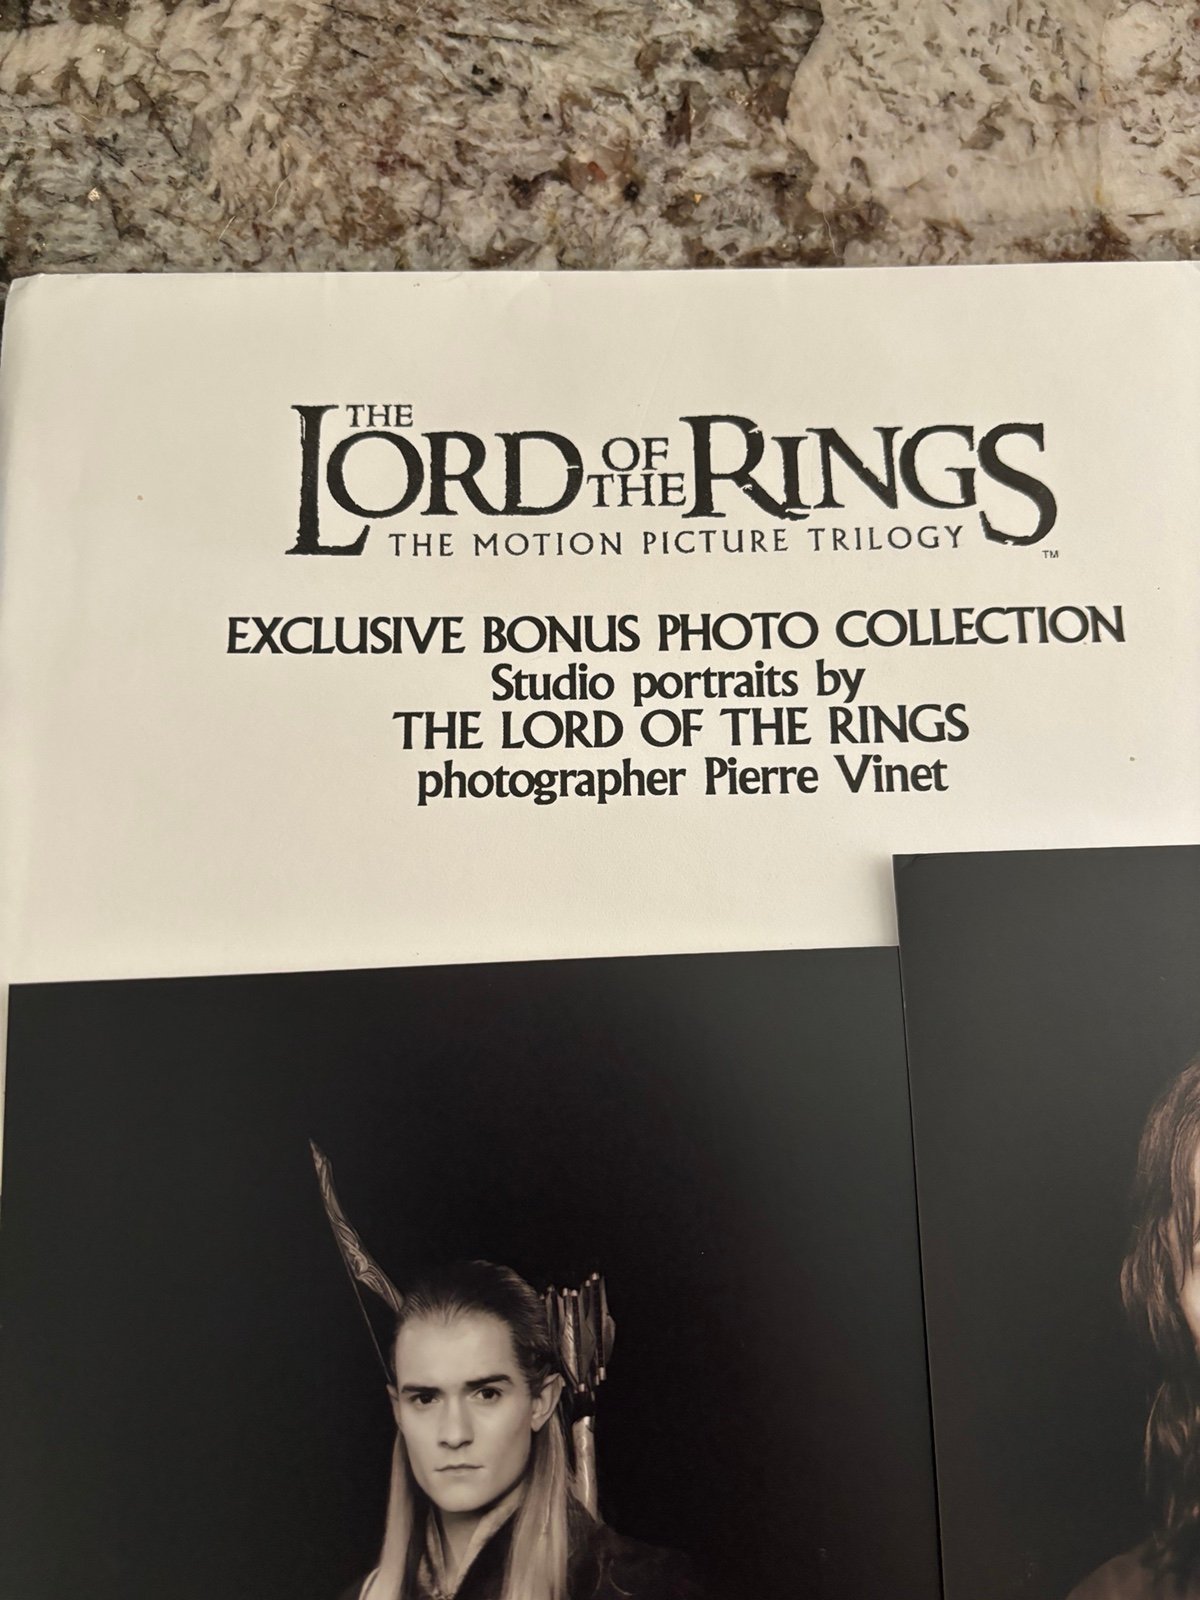 THE LORD OF THE RINGS
THE MOTION PICTURE TRILOGY ™
EXCLUSIVE BONUS PHOTO COLLECTION
Studio portraits by
THE LORD OF THE RINGS
photographer Pierre Vinet